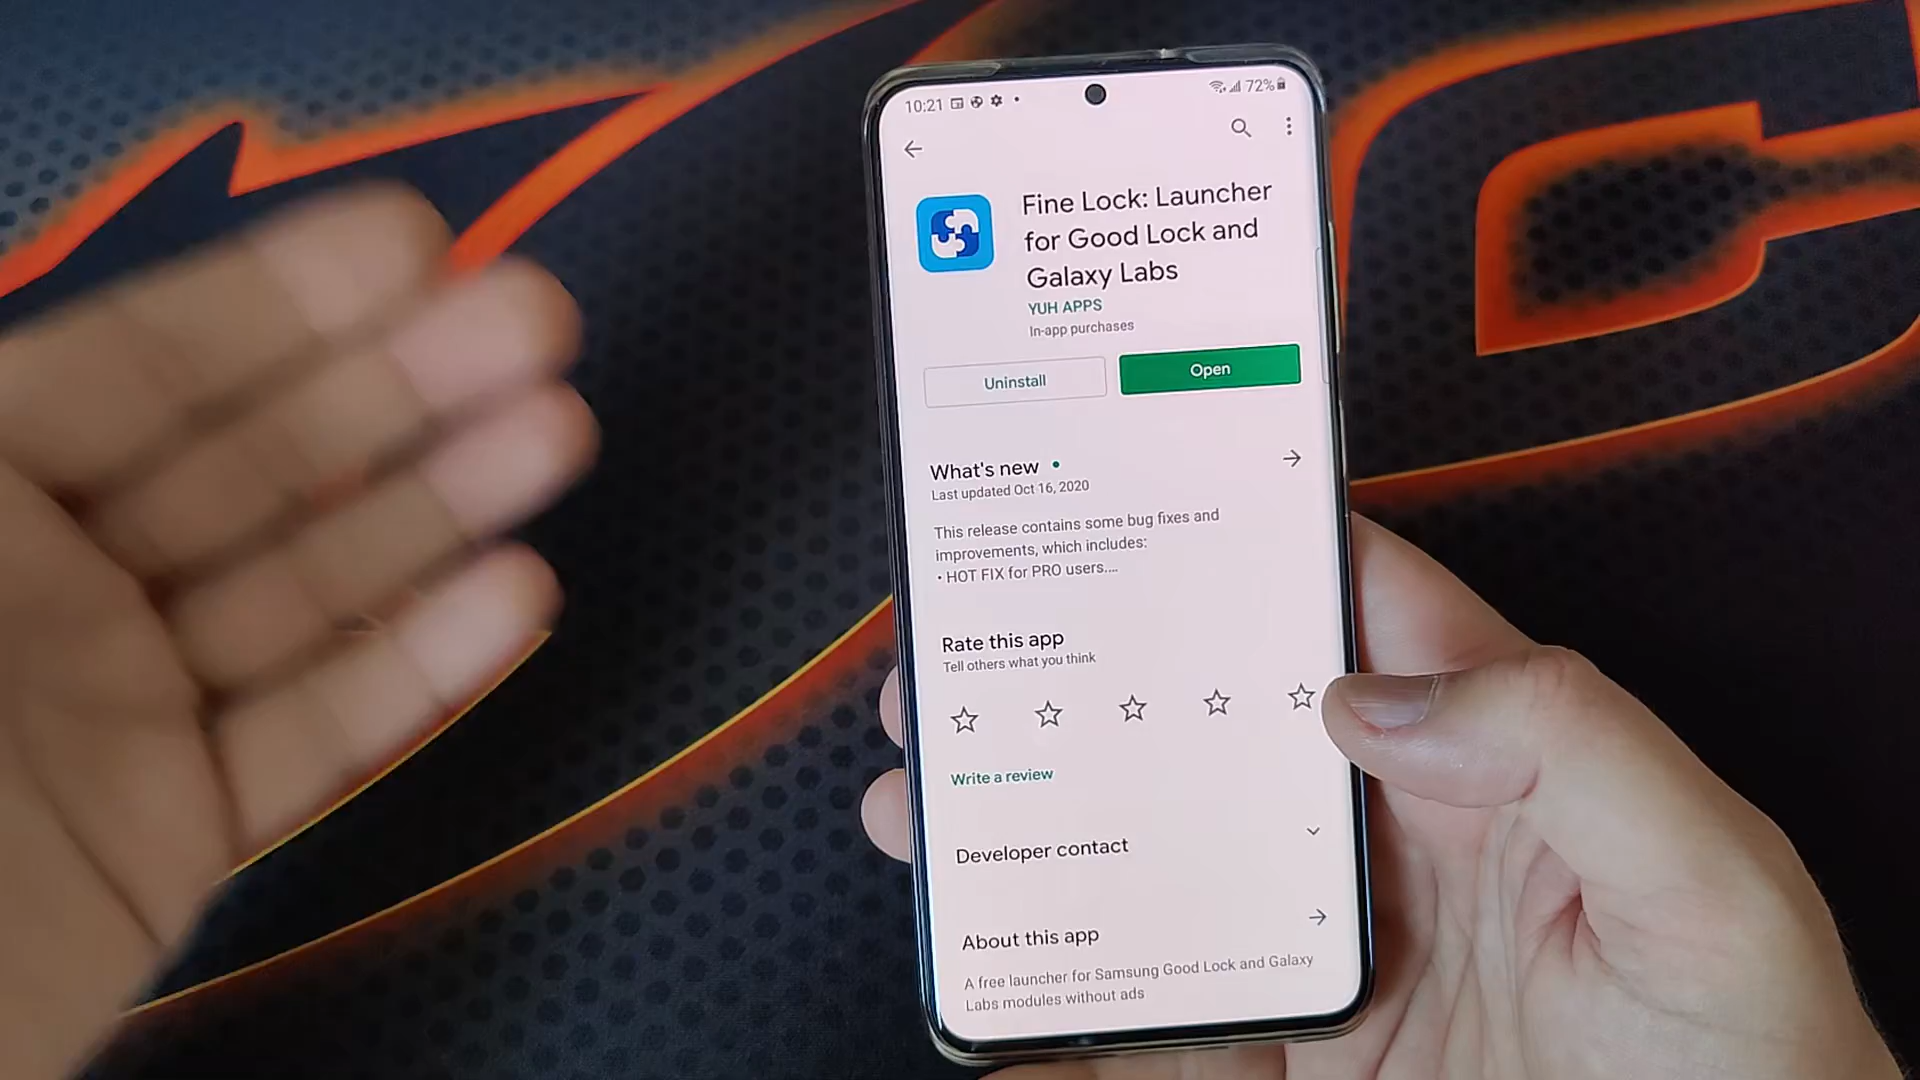 10:21
72%
Fine Lock: Launcher
for Good Lock and
Galaxy Labs
YUH APPS
In-app purchases
Uninstall
Open
What's new
Last updated Oct 16, 2020
This release contains some bug fixes and
improvements, which includes:
• HOT FIX for PRO users....
Rate this app
Tell others what you think
Write a review
Developer contact
About this app
A free launcher for Samsung Good Lock and Galaxy
Labs modules without ads